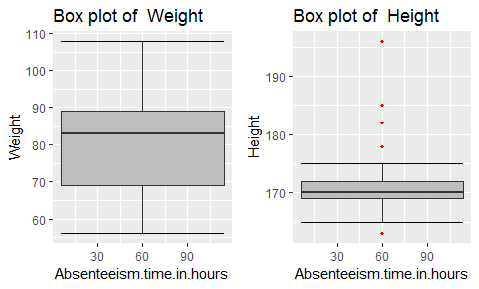 Box plot of  Weight
110
100
90
80
70
60
Weight
30 60 90
Absenteeism.time.in.hours
Box plot of  Height
190
180
170
Height
30 60 90
Absenteeism.time.in.hours